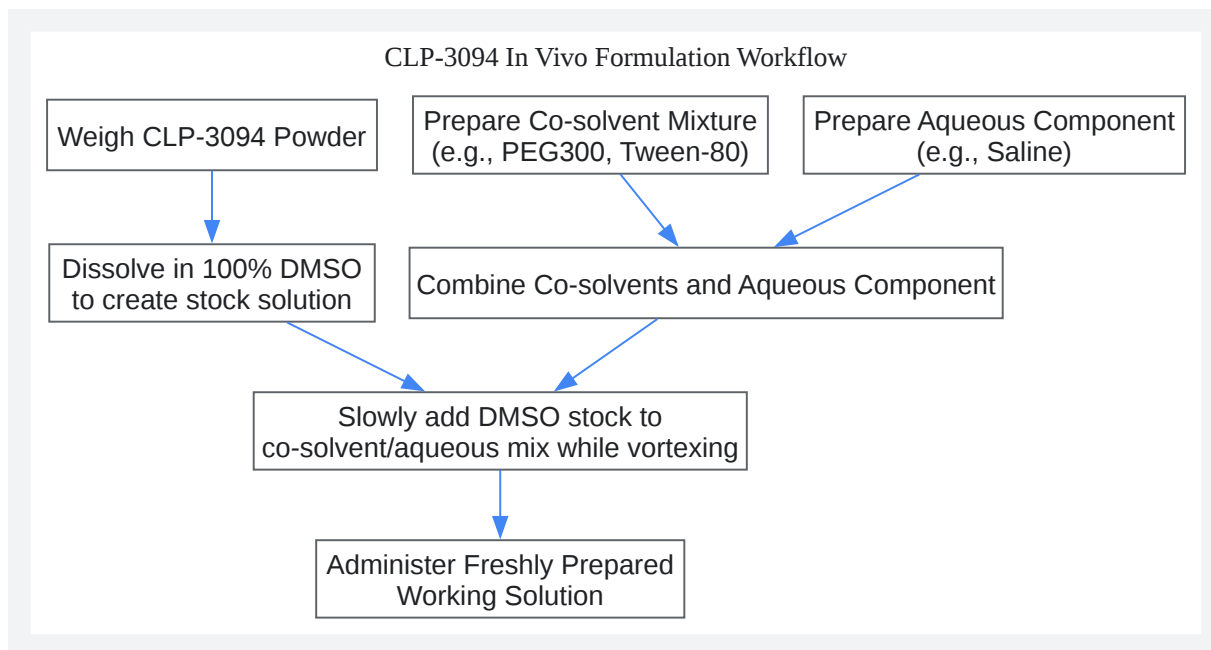 CLP-3094 In Vivo Formulation Workflow
Weigh CLP-3094 Powder
Prepare Co-solvent Mixture
(e.g., PEG300, Tween-80)
Prepare Aqueous Component
(e.g., Saline)
Dissolve in 100% DMSO
to create stock solution
Combine Co-solvents and Aqueous Component
Slowly add DMSO stock to
co-solvent/aqueous mix while vortexing
Administer Freshly Prepared
Working Solution